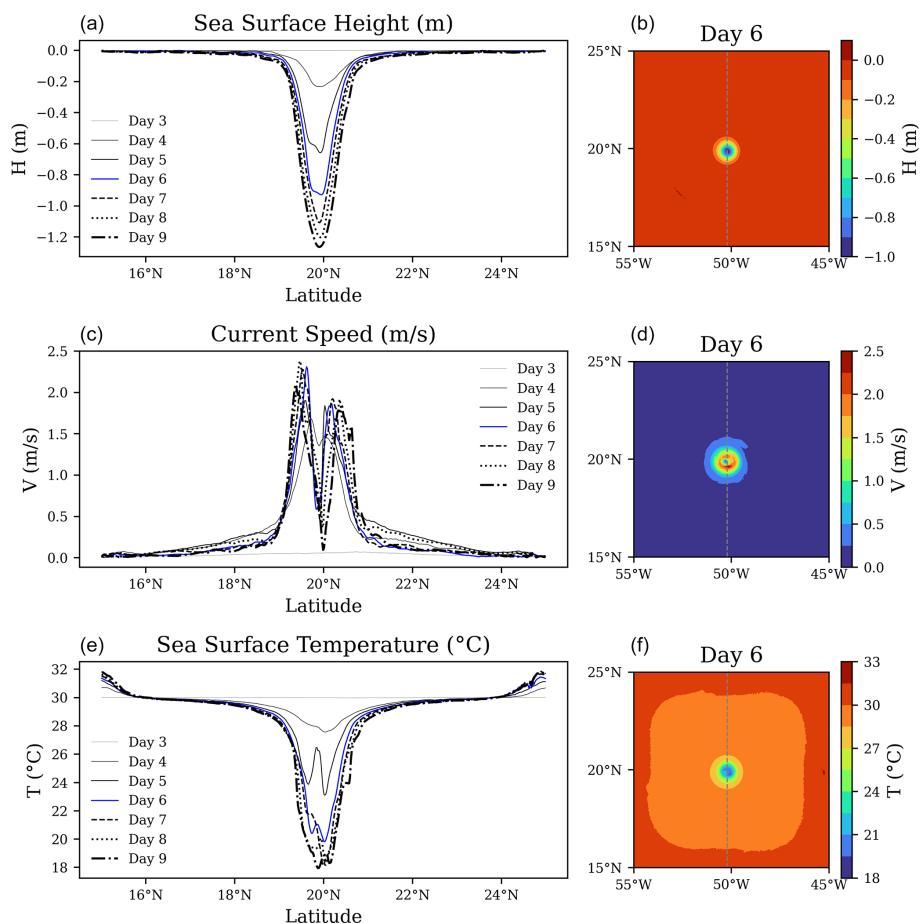 (a) Sea Surface Height (m)
0.0
−0.2
−0.4
−0.6
−0.8
−1.0
−1.2
H (m)
Day 3
Day 4
Day 5
Day 6
Day 7
Day 8
Day 9
16°N 18°N 20°N 22°N 24°N
Latitude
(b) Day 6
25°N
20°N
15°N
55°W 50°W 45°W
0.0
−0.2
−0.4
−0.6
−0.8
−1.0
H (m)
(c) Current Speed (m/s)
2.5
2.0
1.5
1.0
0.5
0.0
V (m/s)
Day 3
Day 4
Day 5
Day 6
Day 7
Day 8
Day 9
16°N 18°N 20°N 22°N 24°N
Latitude
(d) Day 6
25°N
20°N
15°N
55°W 50°W 45°W
2.5
2.0
1.5
1.0
0.5
0.0
V (m/s)
(e) Sea Surface Temperature (°C)
32
30
28
26
24
22
20
18
T (°C)
Day 3
Day 4
Day 5
Day 6
Day 7
Day 8
Day 9
16°N 18°N 20°N 22°N 24°N
Latitude
(f) Day 6
25°N
20°N
15°N
55°W 50°W 45°W
33
30
27
24
21
18
T (°C)